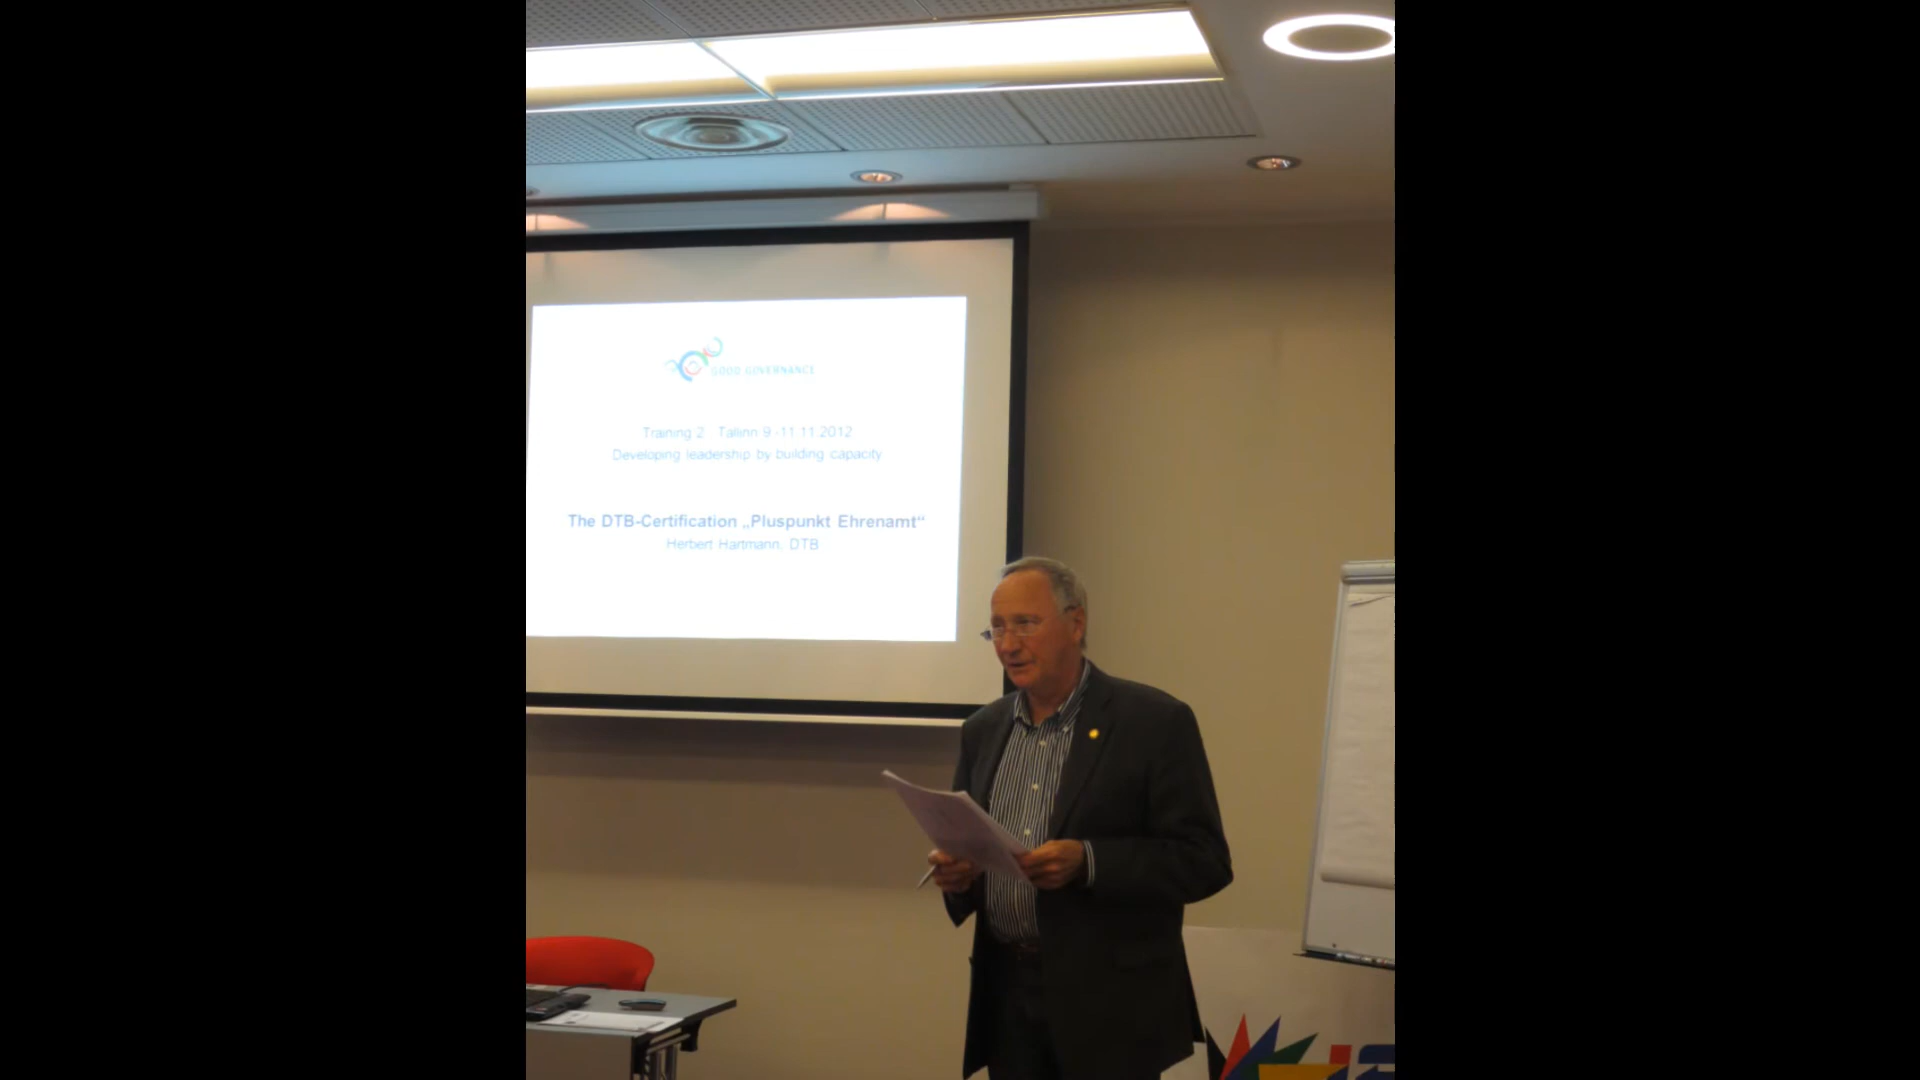 GOOD GOVERNANCE
Training 2 Tallinn 9 -11 11 2012
Developing leadership by building capacity
The DTB-Certification „Pluspunkt Ehrenamt“
Herbert Hartmann, DTB